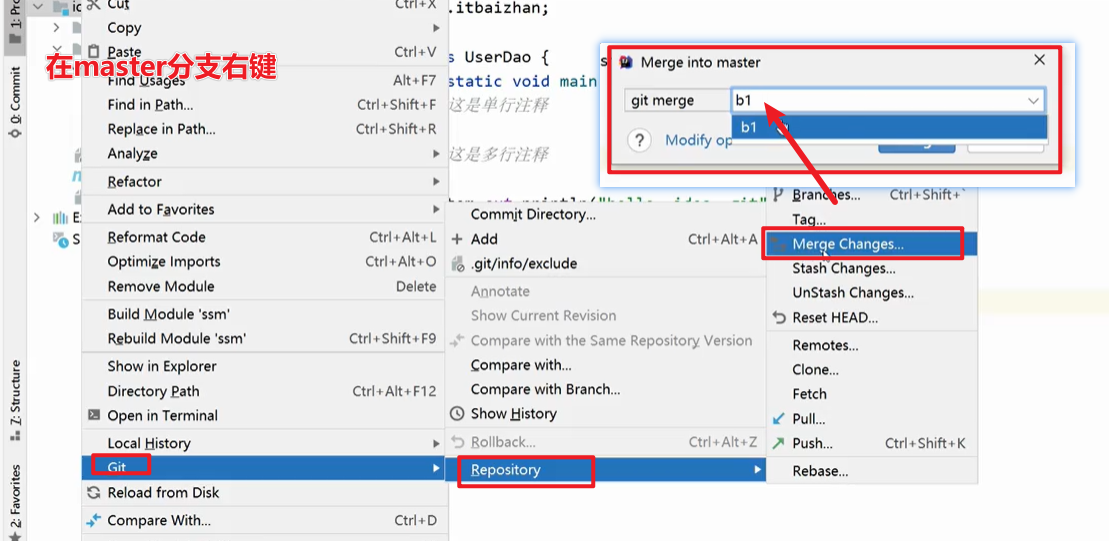 Cut Ctrl+X
Copy
Paste Ctrl+V
在master分支右键
Find Usages Alt+F7
Find in Path... Ctrl+Shift+F
Replace in Path... Ctrl+Shift+R
Analyze
Refactor
Add to Favorites
Reformat Code Ctrl+Alt+L
Optimize Imports Ctrl+Alt+O
Remove Module Delete
Build Module 'ssm'
Rebuild Module 'ssm' Ctrl+Shift+F9
Show in Explorer
Directory Path Ctrl+Alt+F12
Open in Terminal
Local History
Git
Reload from Disk
Compare With... Ctrl+D
.itbaizhan;
s UserDao {
static void main
这是单行注释
这是多行注释
Commit Directory...
Add Ctrl+Alt+A
.git/info/exclude
Annotate
Show Current Revision
Compare with the Same Repository Version
Compare with...
Compare with Branch...
Show History
Rollback... Ctrl+Alt+Z
Repository
Merge into master
git merge b1
b1
? Modify op
Branches... Ctrl+Shift+`
Tag...
Merge Changes...
Stash Changes...
UnStash Changes...
Reset HEAD...
Remotes...
Clone...
Fetch
Pull...
Push... Ctrl+Shift+K
Rebase...
Commit
Z: Structure
2: Favorites